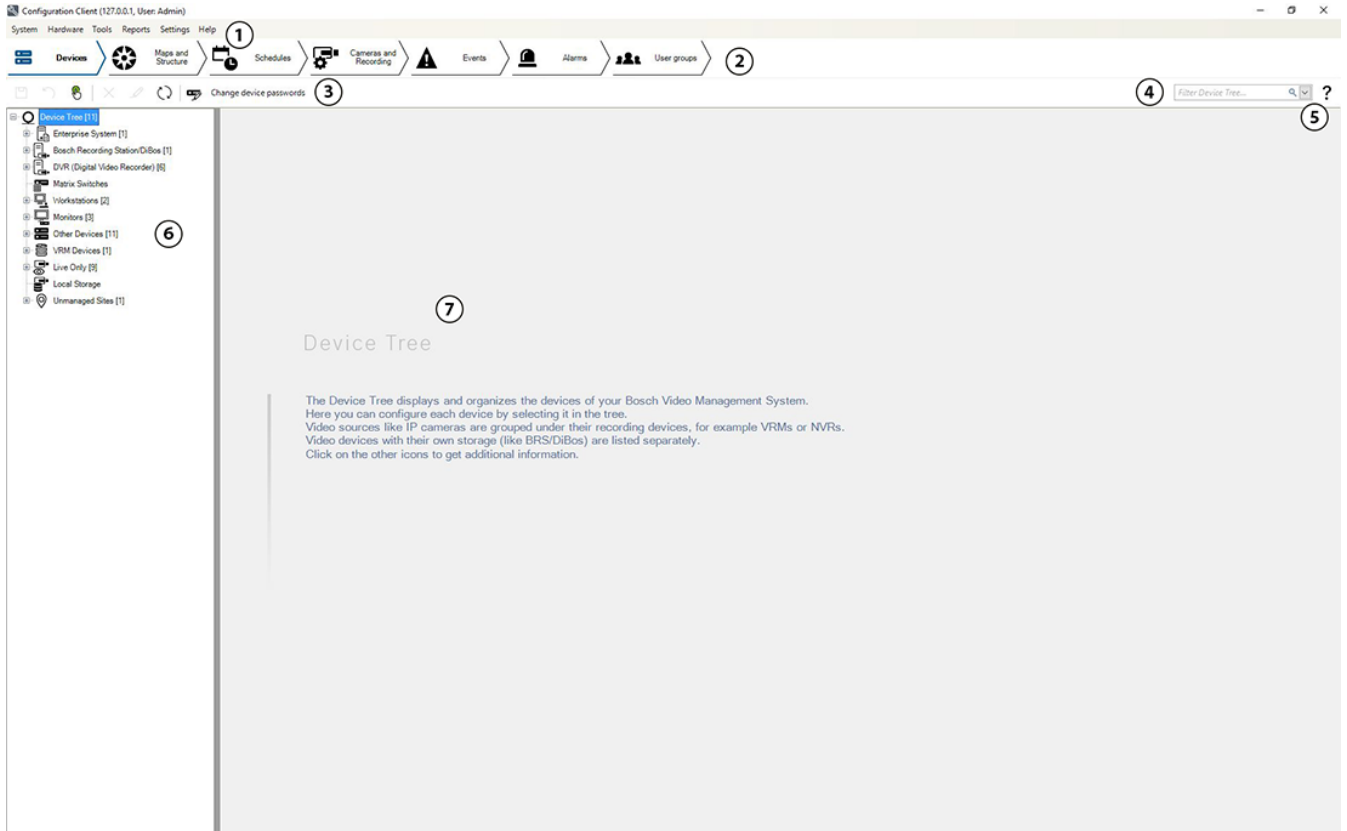 Configuration Client (127.0.0.1, User: Admin)
System Hardware Tools Reports Settings Help
1
Devices
Maps and
Structure
Schedules
Cameras and
Recording
Events
Alarms
User groups
2
Change device passwords
3
4
Filter Device Tree...
?
5
Device Tree [11]
Enterprise System [1]
Bosch Recording Station/DiBos [1]
DVR (Digital Video Recorder) [6]
Matrix Switches
Workstations [2]
Monitors [3]
Other Devices [11]
6
VRM Devices [1]
Live Only [9]
Local Storage
Unmanaged Sites [1]
7
Device Tree
The Device Tree displays and organizes the devices of your Bosch Video Management System.
Here you can configure each device by selecting it in the tree.
Video sources like IP cameras are grouped under their recording devices, for example VRMs or NVRs.
Video devices with their own storage (like BRS/DiBos) are listed separately.
Click on the other icons to get additional information.